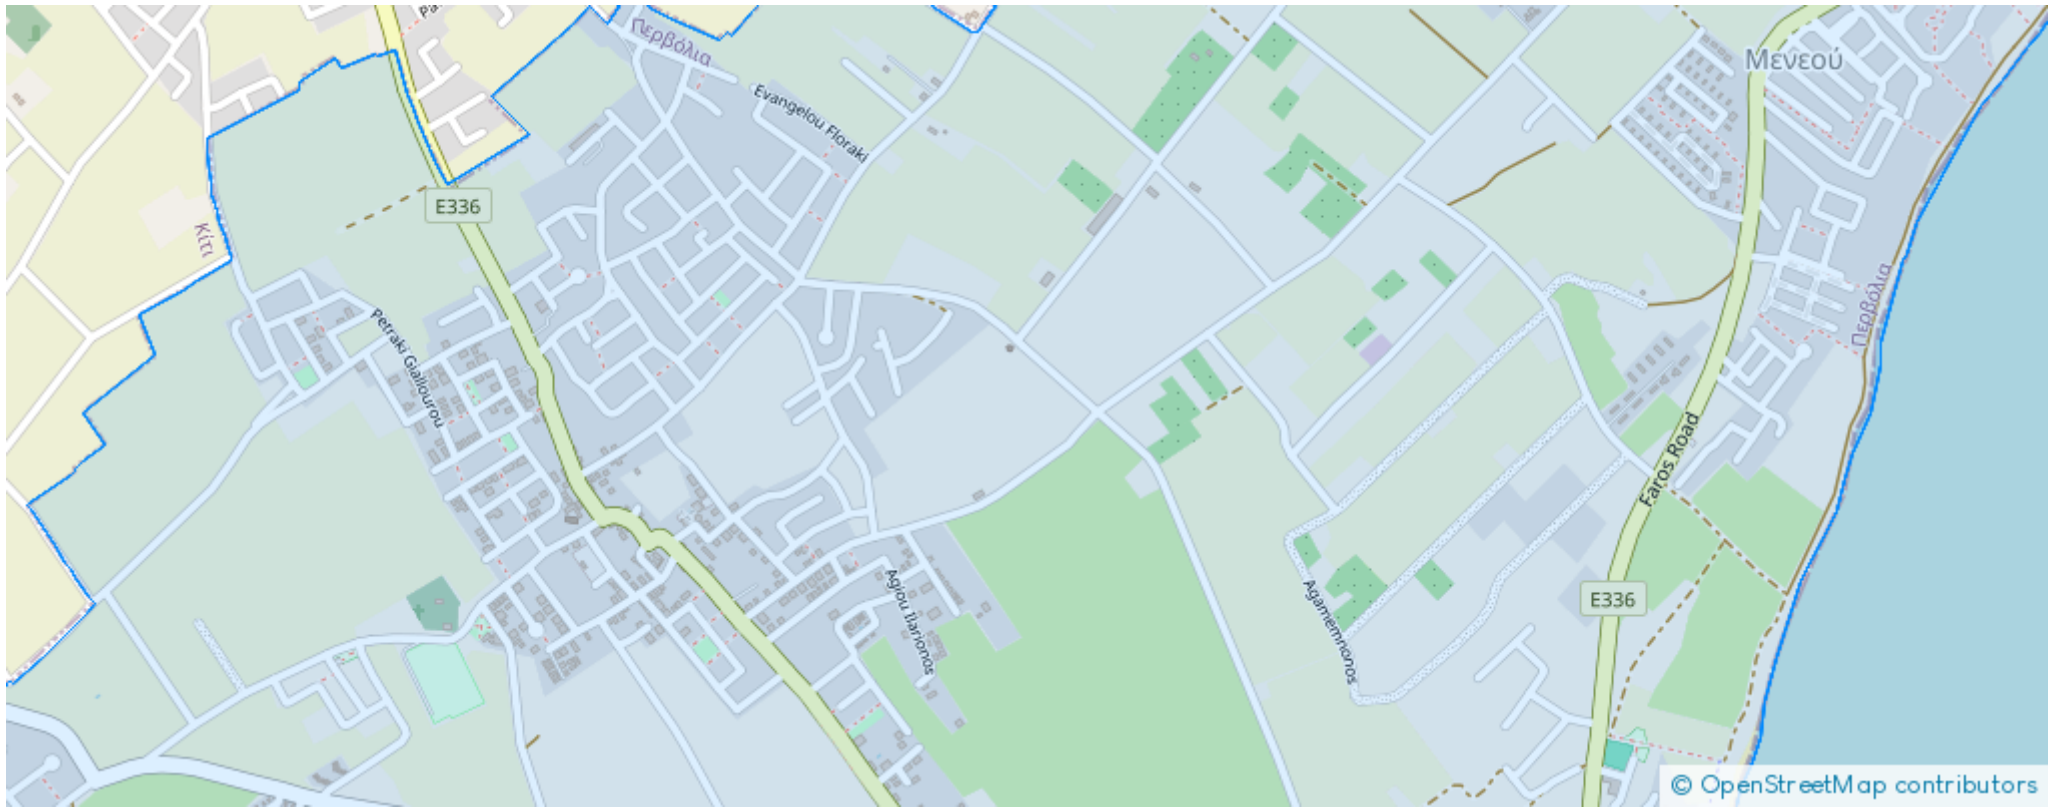 Περβόλια
Evangelou Floraki
Μενεού
E336
Κίτι
Petraki Giallourou
Περβόλια
Faros Road
Agiou Ilarionos
Agamemnonos
E336
© OpenStreetMap contributors